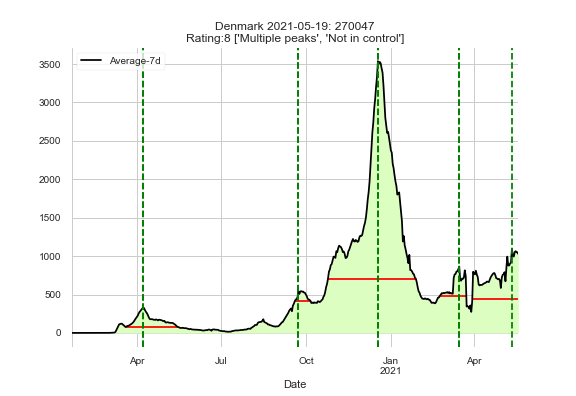 Denmark 2021-05-19: 270047
Rating:8 ['Multiple peaks', 'Not in control']
Average-7d
3500
3000
2500
2000
1500
1000
500
0
Apr Jul Oct Jan Apr
2021
Date